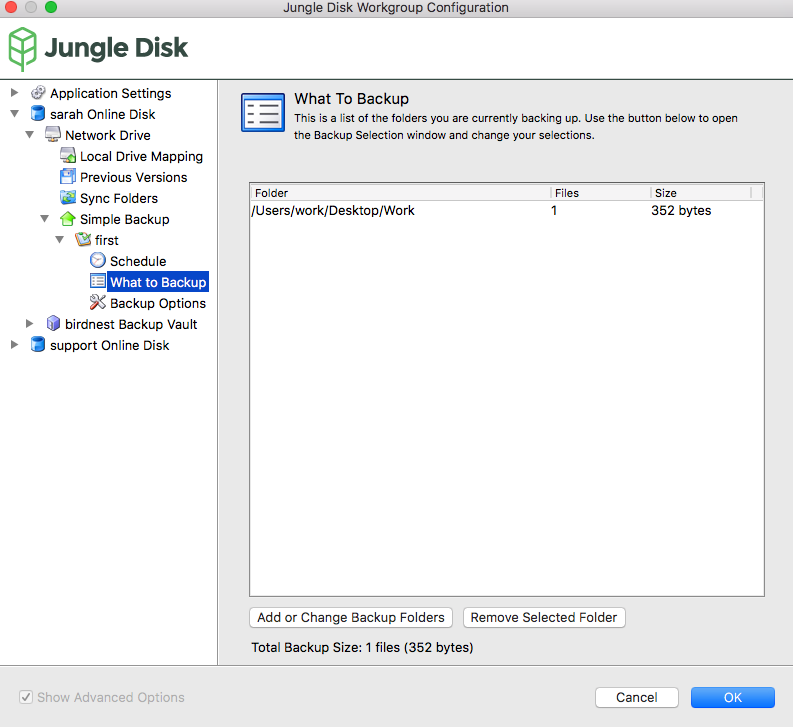 Jungle Disk Workgroup Configuration
Jungle Disk
Application Settings
sarah Online Disk
Network Drive
Local Drive Mapping
Previous Versions
Sync Folders
Simple Backup
first
Schedule
What to Backup
Backup Options
birdnest Backup Vault
support Online Disk
What To Backup
This is a list of the folders you are currently backing up. Use the button below to open
the Backup Selection window and change your selections.
Folder Files Size
/Users/work/Desktop/Work 1 352 bytes
Add or Change Backup Folders Remove Selected Folder
Total Backup Size: 1 files (352 bytes)
Show Advanced Options Cancel OK